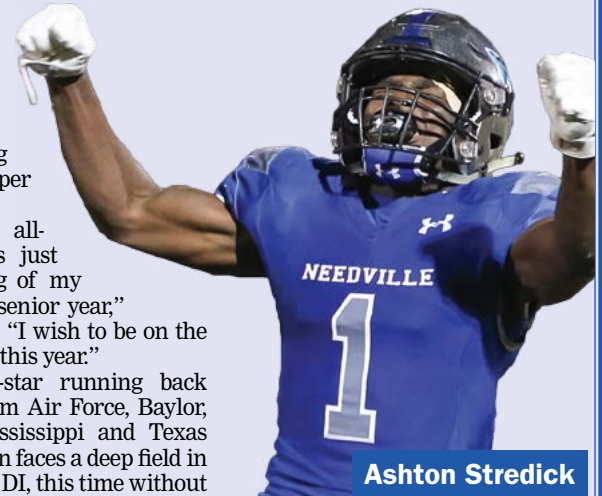 g
per
all-
s just
g of my
senior year,”
“I wish to be on the
this year.”
-star running back
m Air Force, Baylor,
ssissippi and Texas
n faces a deep field in
DI, this time without
NEEDVILLE
1
Ashton Stredick